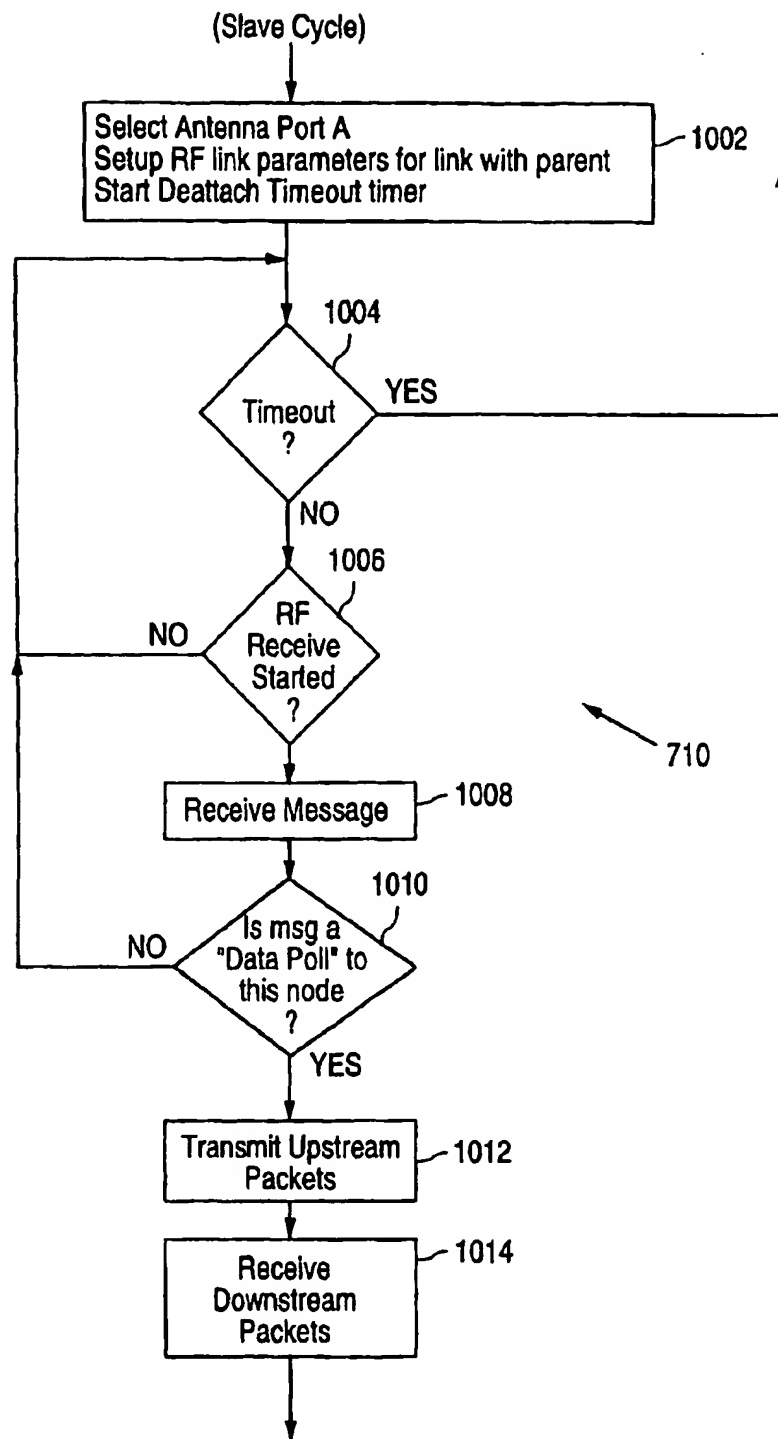 (Slave Cycle)
Select Antenna Port A
Setup RF link parameters for link with parent
Start Deattach Timeout timer
1002
1004
Timeout
?
YES
NO
1006
RF
Receive
Started
?
NO
710
Receive Message
1008
1010
Is msg a
"Data Poll" to
this node
?
NO
YES
Transmit Upstream
Packets
1012
1014
Receive
Downstream
Packets